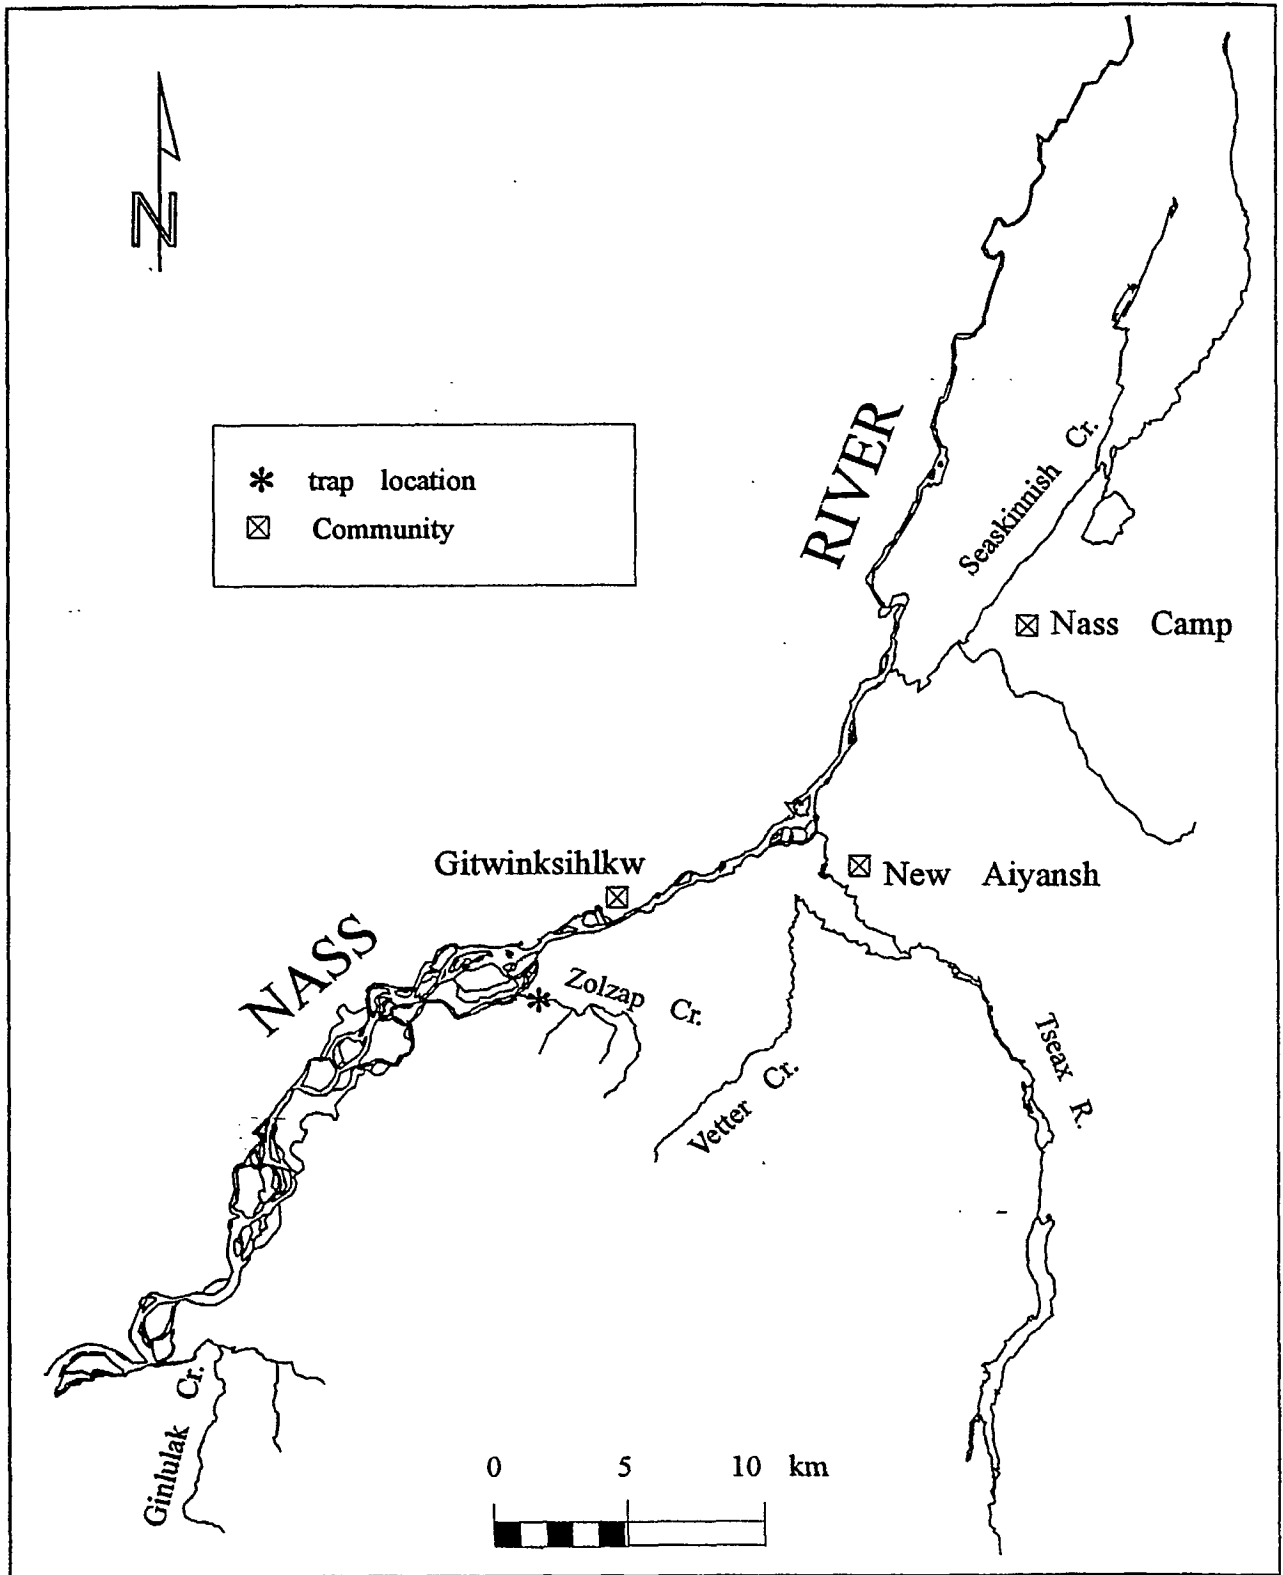 N
trap location
Community
RIVER
Seaskinnish Cr.
Nass Camp
Gitwinksihlkw
New Aiyansh
NASS
Zolzap Cr.
Tseax R.
Vetter Cr.
Ginlulak Cr.
0 5 10 km